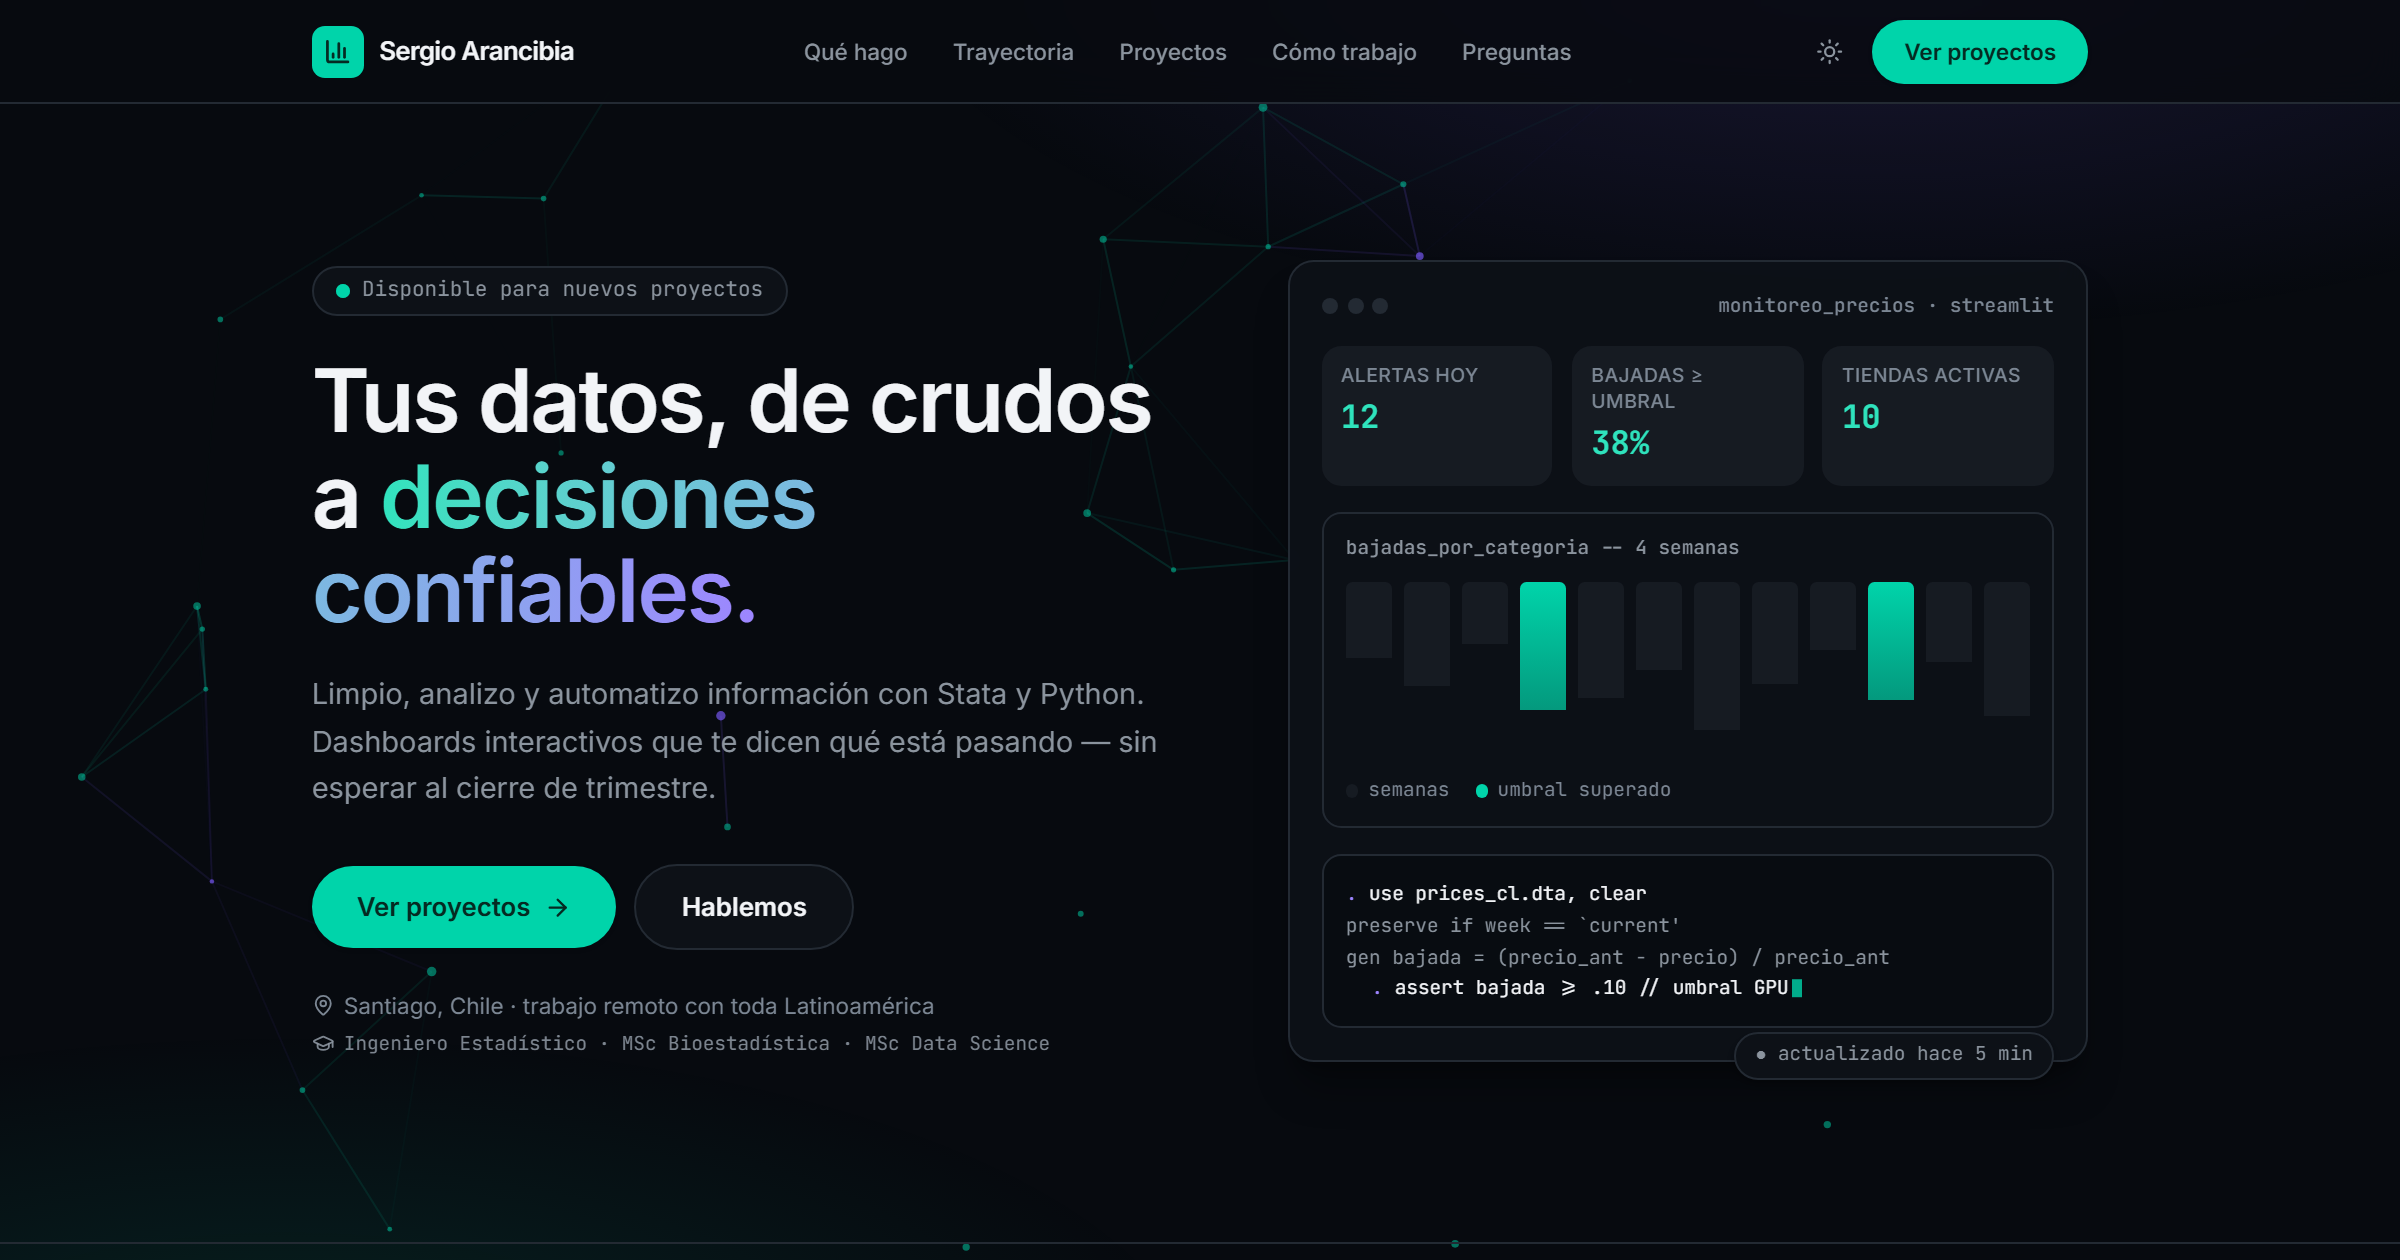 Sergio Arancibia
Qué hago
Trayectoria
Proyectos
Cómo trabajo
Preguntas
Ver proyectos
Disponible para nuevos proyectos
Tus datos, de crudos
a decisiones
confiables.
Limpio, analizo y automatizo información con Stata y Python.
Dashboards interactivos que te dicen qué está pasando — sin
esperar al cierre de trimestre.
Ver proyectos →
Hablemos
Santiago, Chile · trabajo remoto con toda Latinoamérica
Ingeniero Estadístico · MSc Bioestadística · MSc Data Science
monitoreo_precios · streamlit
ALERTAS HOY
12
BAJADAS ≥
UMBRAL
38%
TIENDAS ACTIVAS
10
bajadas_por_categoria -- 4 semanas
semanas
umbral superado
. use prices_cl.dta, clear
preserve if week == `current'
gen bajada = (precio_ant - precio) / precio_ant
. assert bajada >= .10 // umbral GPU
actualizado hace 5 min